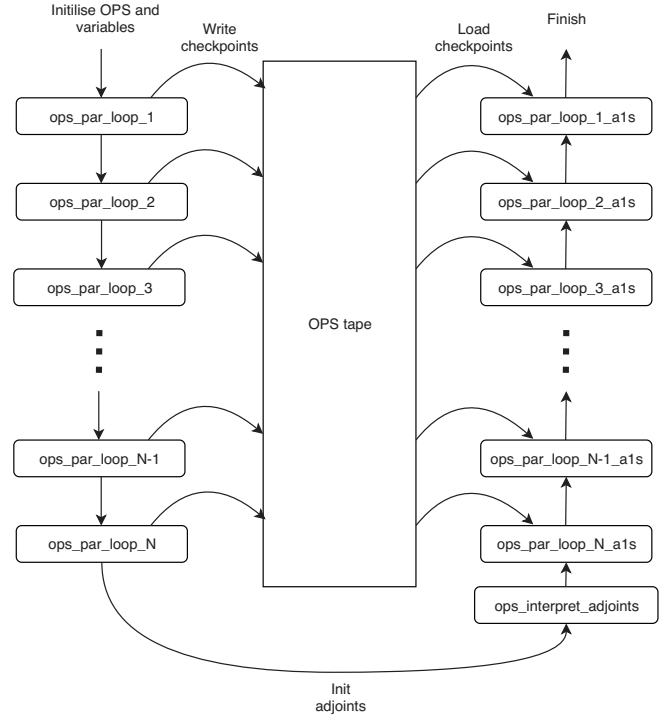 Initilise OPS and
variables
Write
checkpoints
Load
checkpoints
Finish
ops_par_loop_1
ops_par_loop_1_a1s
ops_par_loop_2
ops_par_loop_2_a1s
ops_par_loop_3
ops_par_loop_3_a1s
OPS tape
ops_par_loop_N-1
ops_par_loop_N-1_a1s
ops_par_loop_N
ops_par_loop_N_a1s
ops_interpret_adjoints
Init
adjoints